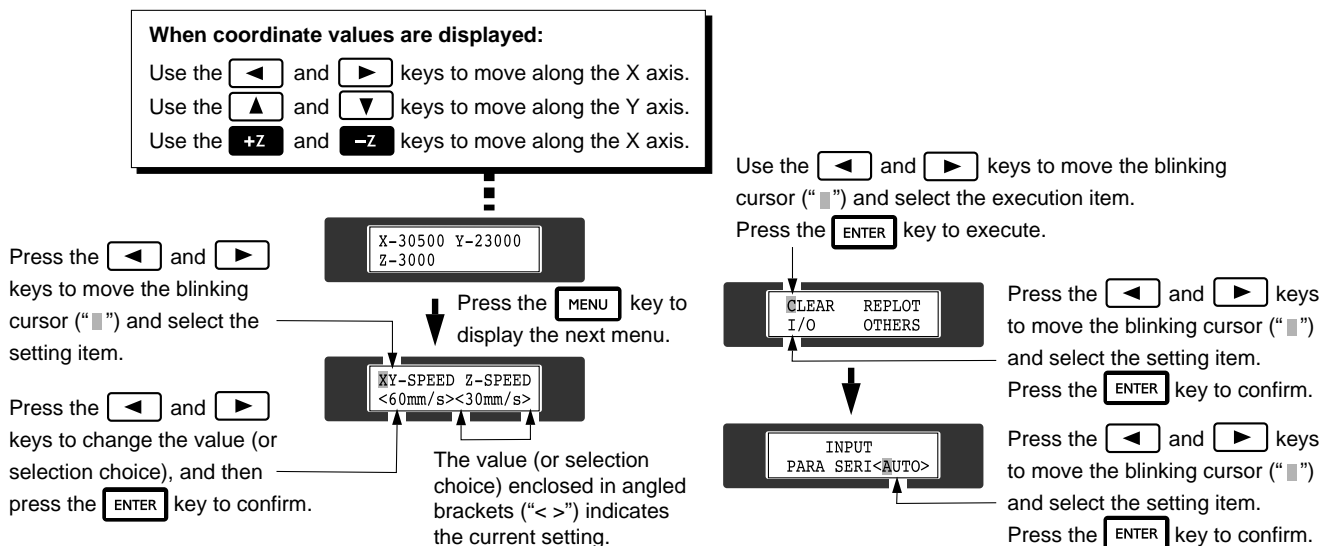 When coordinate values are displayed:
Use the ◄ and ► keys to move along the X axis.
Use the ▲ and ▼ keys to move along the Y axis.
Use the +Z and −Z keys to move along the X axis.
X−30500 Y−23000
Z−3000
Press the MENU key to
display the next menu.
Press the ◄ and ►
keys to move the blinking
cursor (“ ”) and select the
setting item.
XY−SPEED Z−SPEED
<60mm/s><30mm/s>
Press the ◄ and ►
keys to change the value (or
selection choice), and then
press the ENTER key to confirm.
The value (or selection
choice) enclosed in angled
brackets (“< >”) indicates
the current setting.
Use the ◄ and ► keys to move the blinking
cursor (“ ”) and select the execution item.
Press the ENTER key to execute.
CLEAR REPLOT
I/O OTHERS
Press the ◄ and ► keys
to move the blinking cursor (“ ”)
and select the setting item.
Press the ENTER key to confirm.
INPUT
PARA SERI<AUTO>
Press the ◄ and ► keys
to move the blinking cursor (“ ”)
and select the setting item.
Press the ENTER key to confirm.